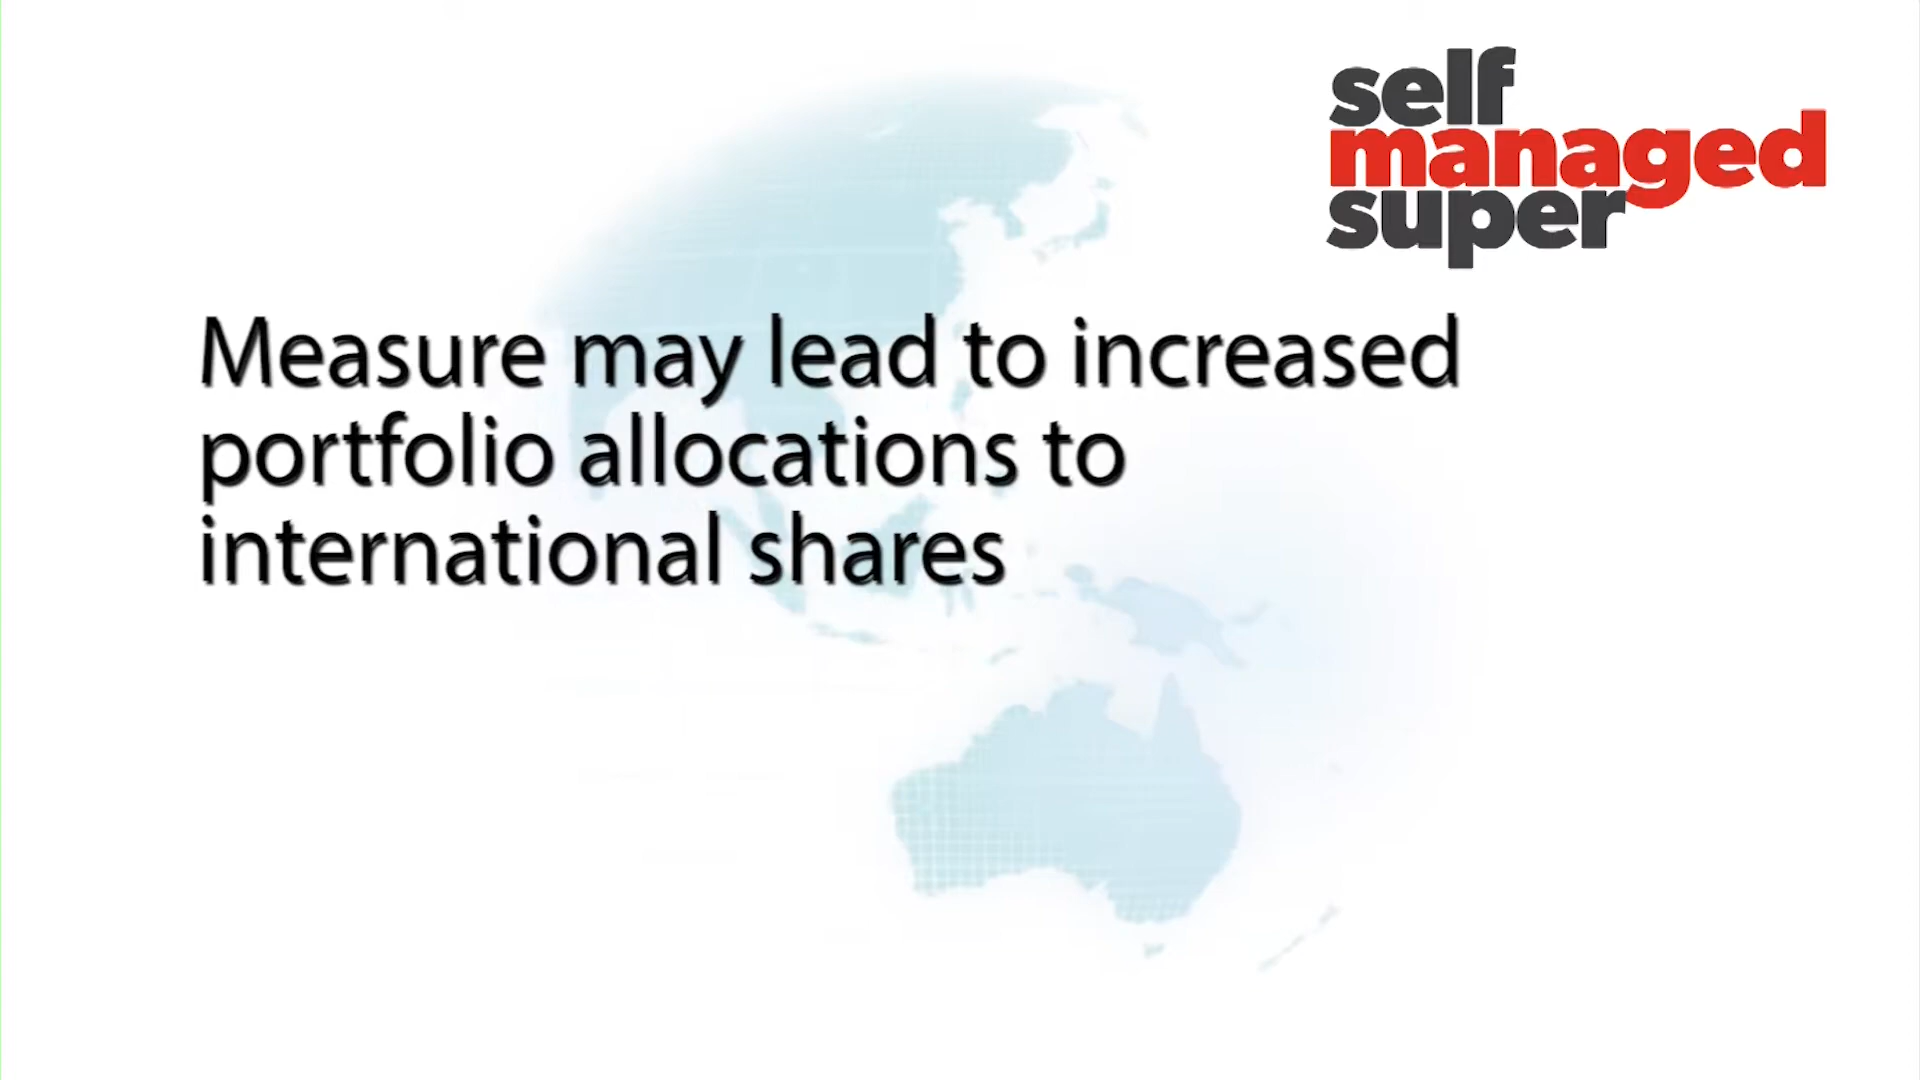 self
managed
super
Measure may lead to increased
portfolio allocations to
international shares